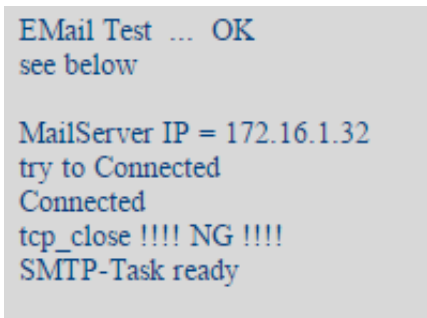 EMail Test ... OK
see below
MailServer IP = 172.16.1.32
try to Connected
Connected
tcp_close !!!! NG !!!!
SMTP-Task ready